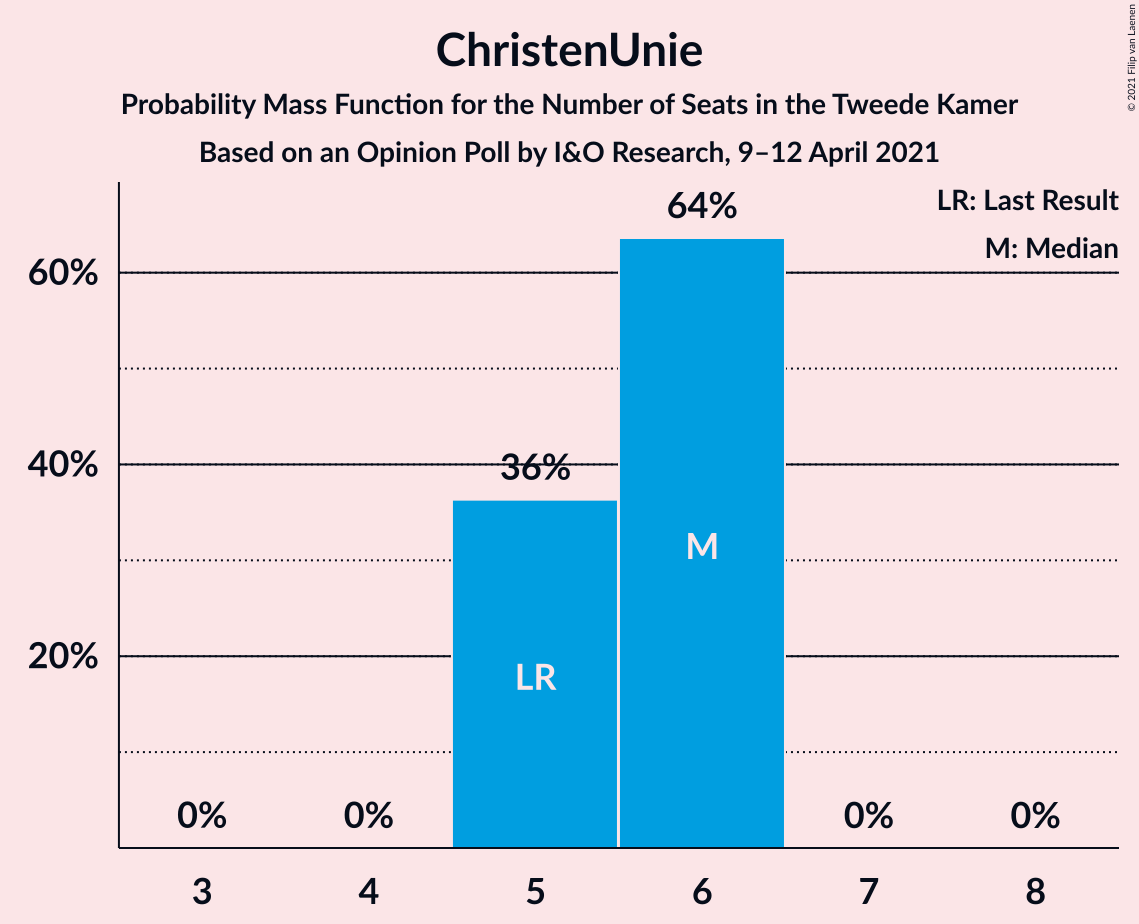 ChristenUnie
Probability Mass Function for the Number of Seats in the Tweede Kamer
Based on an Opinion Poll by I&O Research, 9–12 April 2021
© 2021 Filip van Laenen
LR: Last Result
M: Median
64%
60%
40%
36%
M
20%
LR
0%
0%
0%
0%
3
4
5
6
7
8